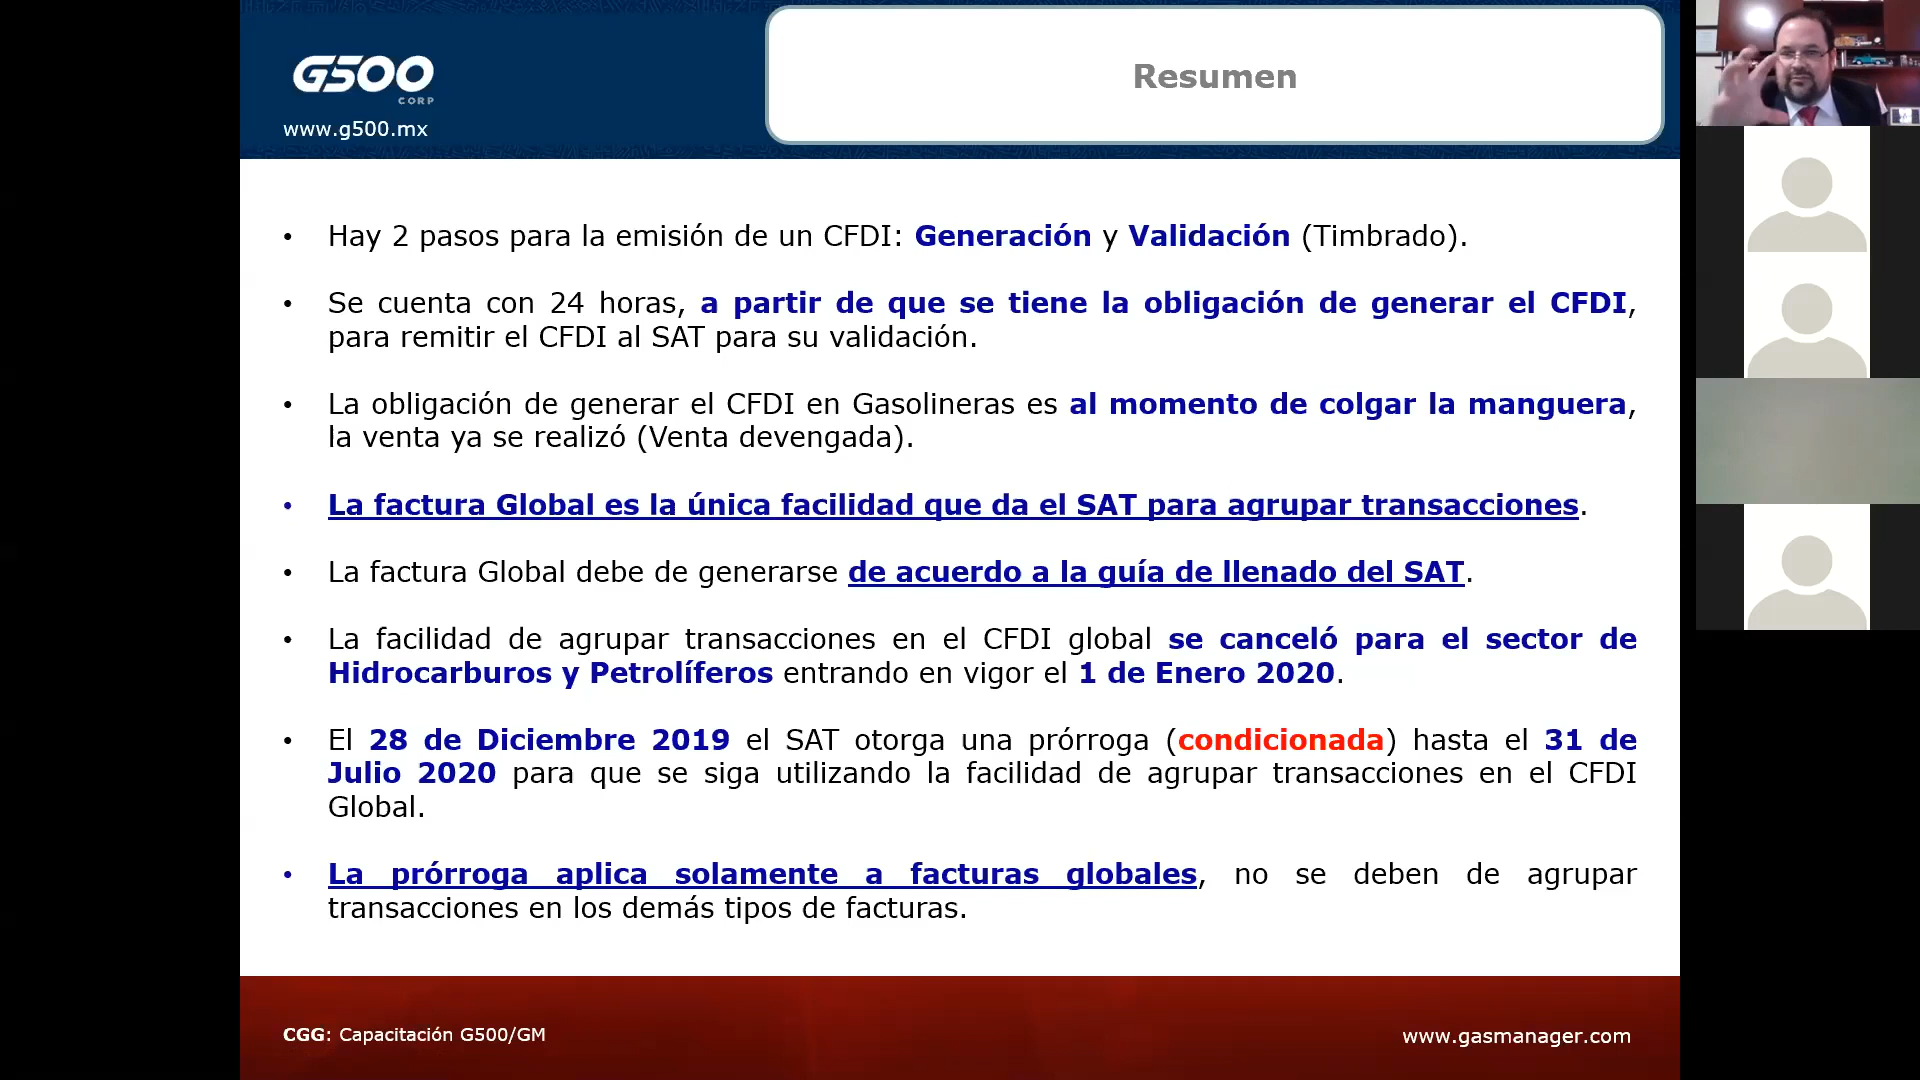 G500
CORP
www.g500.mx
Resumen
• Hay 2 pasos para la emisión de un CFDI: Generación y Validación (Timbrado).
• Se cuenta con 24 horas, a partir de que se tiene la obligación de generar el CFDI,
para remitir el CFDI al SAT para su validación.
• La obligación de generar el CFDI en Gasolineras es al momento de colgar la manguera,
la venta ya se realizó (Venta devengada).
• La factura Global es la única facilidad que da el SAT para agrupar transacciones.
• La factura Global debe de generarse de acuerdo a la guía de llenado del SAT.
• La facilidad de agrupar transacciones en el CFDI global se canceló para el sector de
Hidrocarburos y Petrolíferos entrando en vigor el 1 de Enero 2020.
• El 28 de Diciembre 2019 el SAT otorga una prórroga (condicionada) hasta el 31 de
Julio 2020 para que se siga utilizando la facilidad de agrupar transacciones en el CFDI
Global.
• La prórroga aplica solamente a facturas globales, no se deben de agrupar
transacciones en los demás tipos de facturas.
CGG: Capacitación G500/GM
www.gasmanager.com